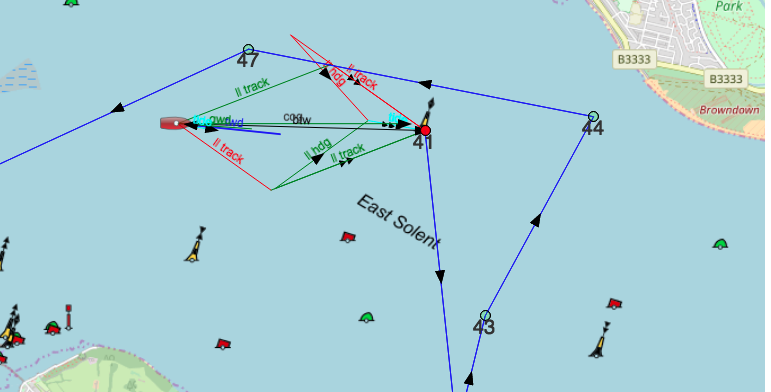 Park
B3333
B3333
Browndown
47
ll track
hdg
ll track
cog
gwd
twd
41
44
ll track
ll hdg
ll track
East Solent
43